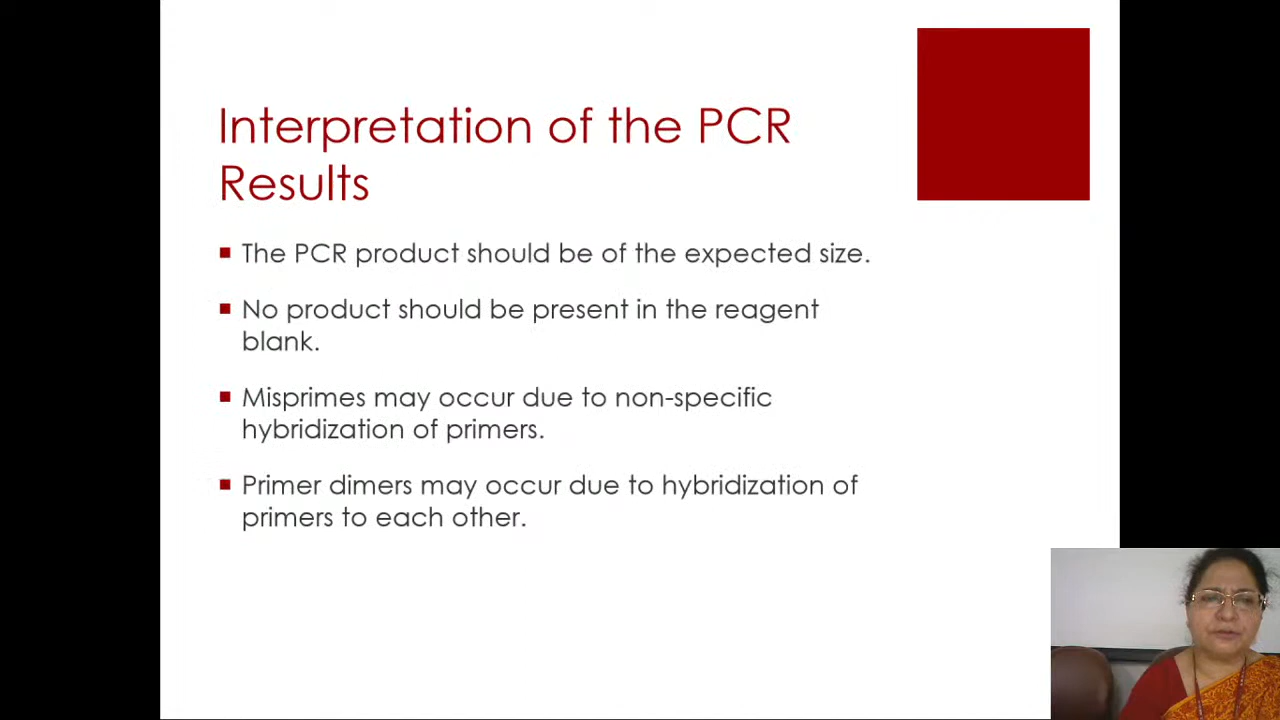 Interpretation of the PCR
Results
▪ The PCR product should be of the expected size.
▪ No product should be present in the reagent
blank.
▪ Misprimes may occur due to non-specific
hybridization of primers.
▪ Primer dimers may occur due to hybridization of
primers to each other.